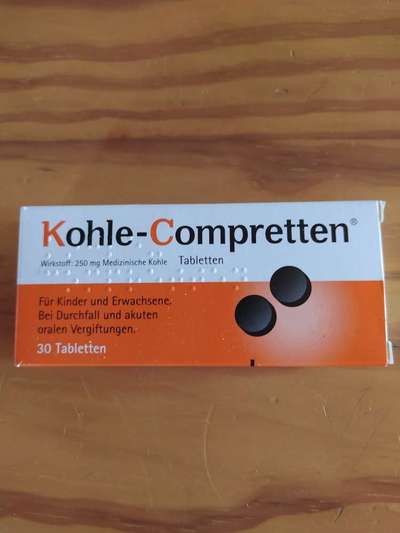 Kohle-Compretten®
Wirkstoff: 250 mg Medizinische Kohle Tabletten
Für Kinder und Erwachsene.
Bei Durchfall und akuten
oralen Vergiftungen.
30 Tabletten